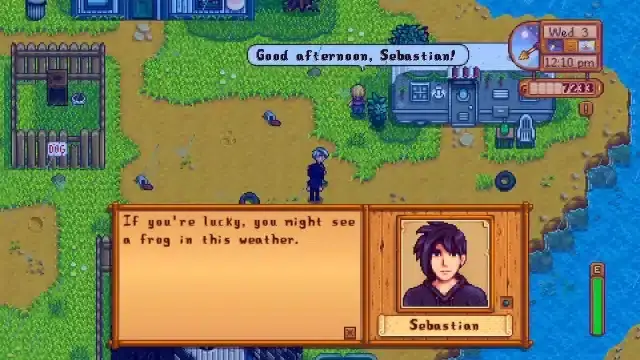 Wed. 3
Good afternoon, Sebastian!
12:10 pm
7233
DOG
If you're lucky, you might see
a frog in this weather.
Sebastian
E